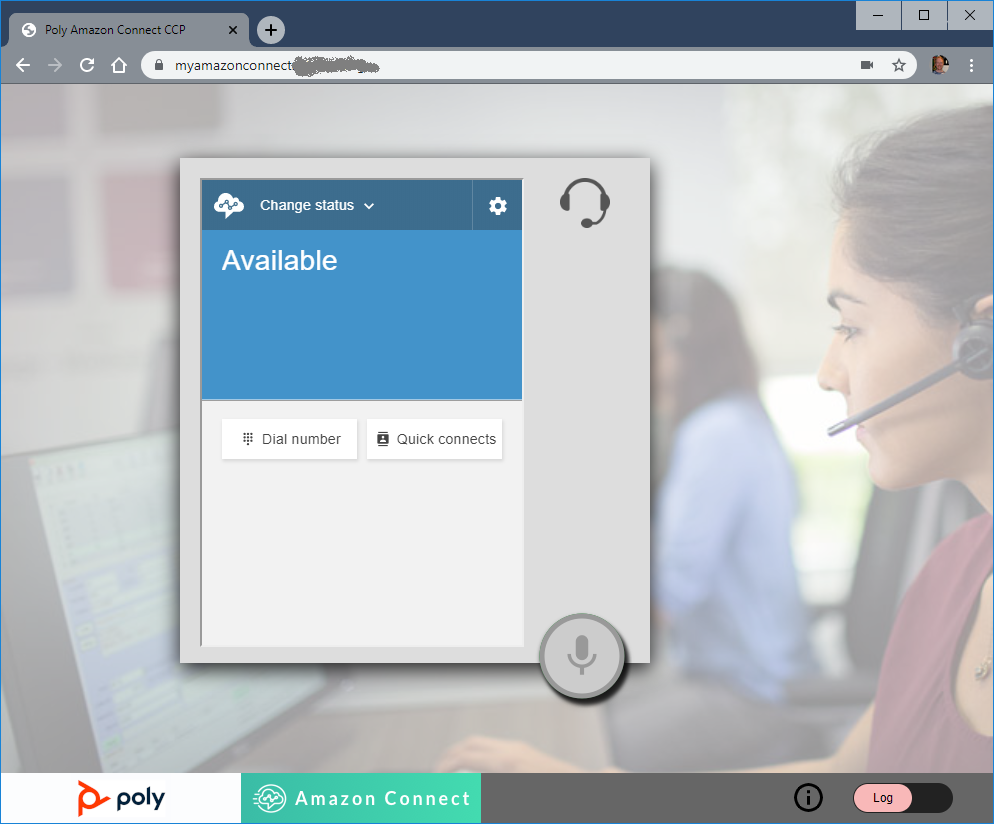 Poly Amazon Connect CCP
myamazonconnect
Change status
Available
Dial number
Quick connects
poly
Amazon Connect
Log